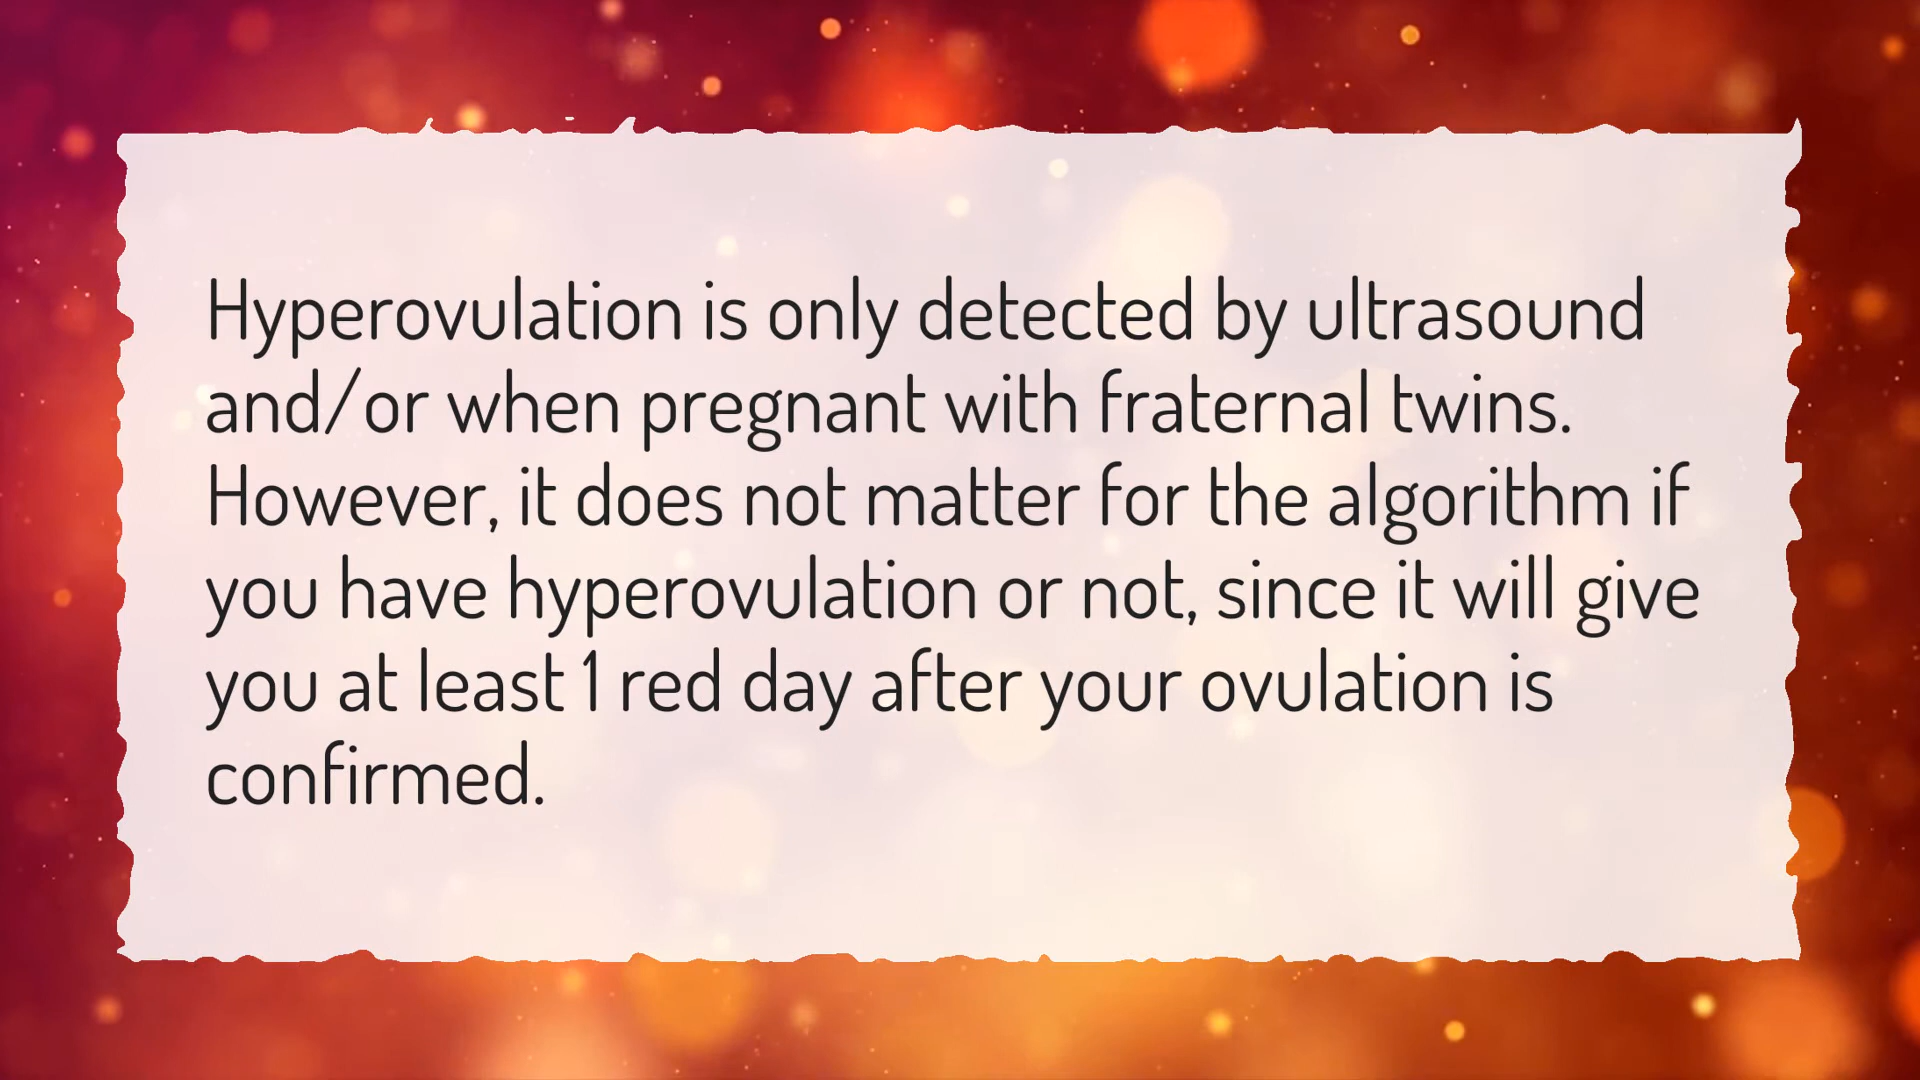 Hyperovulation is only detected by ultrasound
and/or when pregnant with fraternal twins.
However, it does not matter for the algorithm if
you have hyperovulation or not, since it will give
you at least 1 red day after your ovulation is
confirmed.